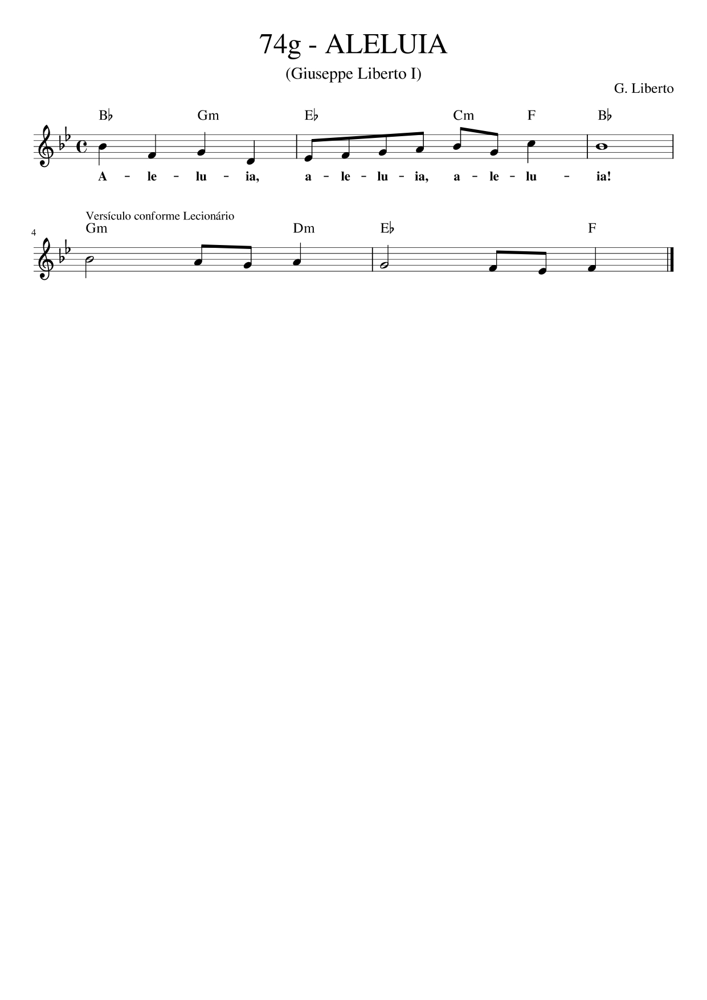 74g - ALELUIA
(Giuseppe Liberto I)
G. Liberto
B♭ Gm E♭ Cm F B♭
A - le - lu - ia, a - le - lu - ia, a - le - lu - ia!
Versículo conforme Lecionário
Gm Dm E♭ F
4